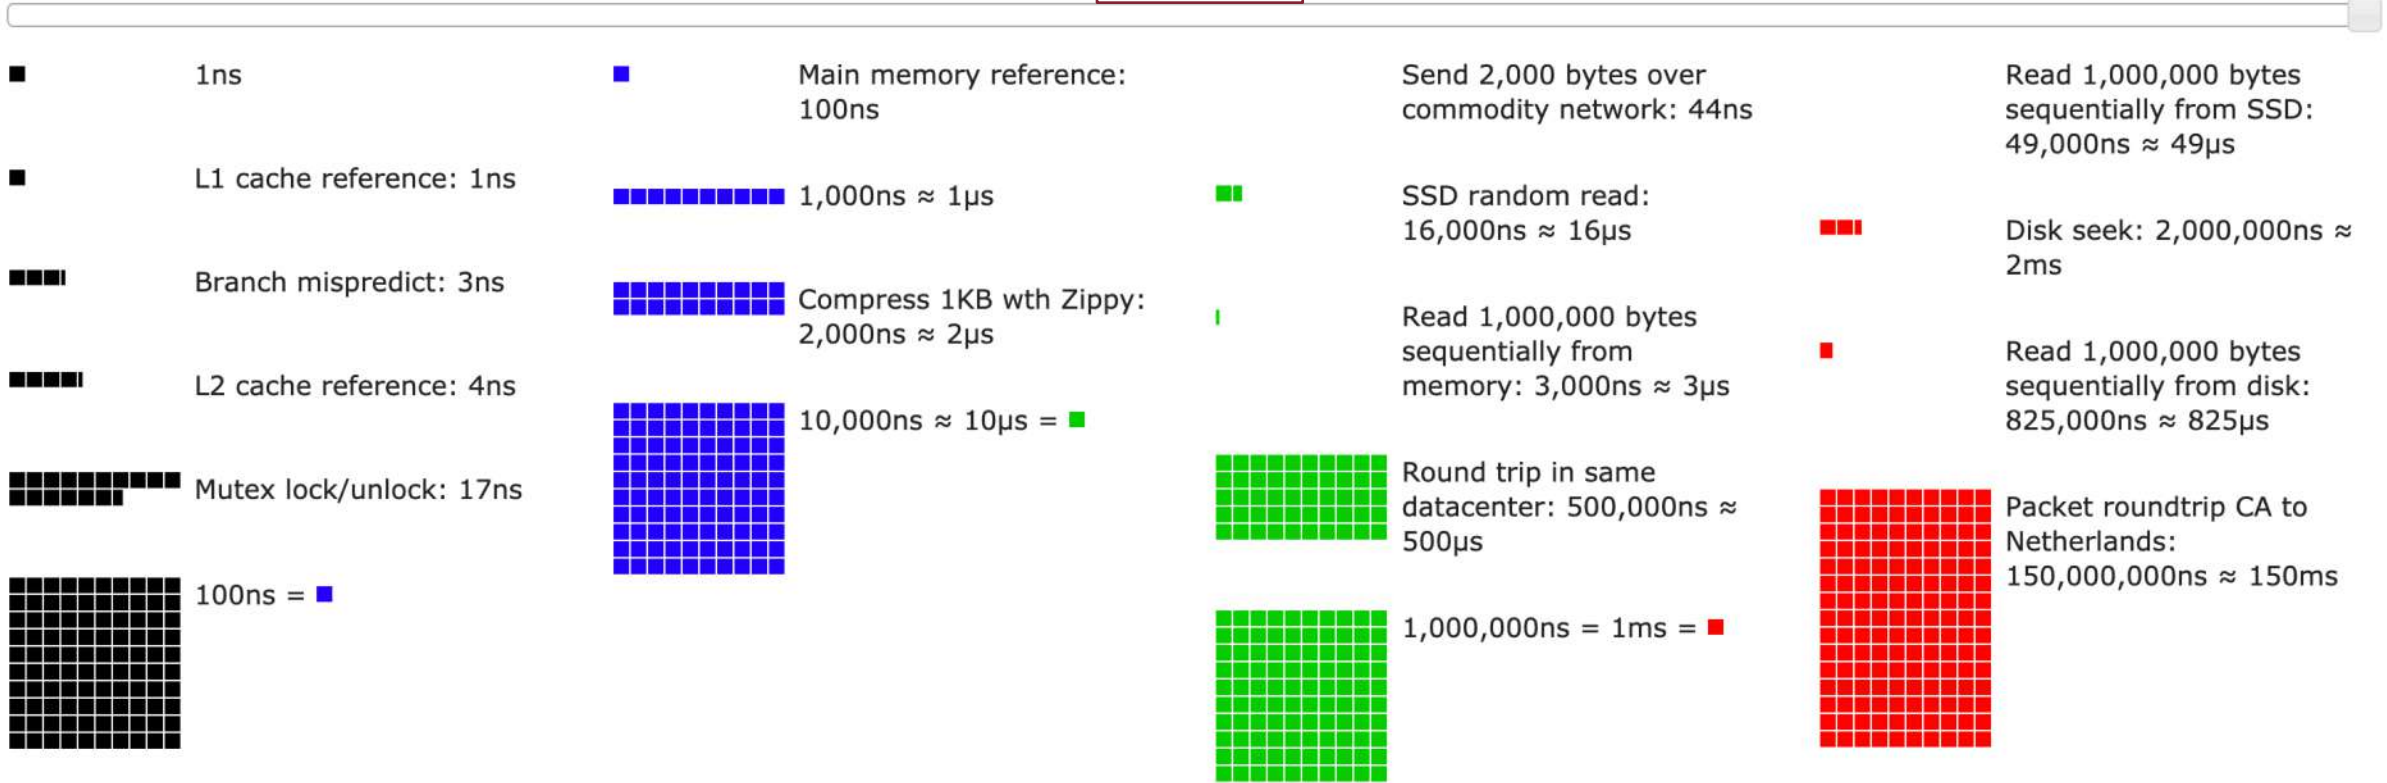 1ns
L1 cache reference: 1ns
Branch mispredict: 3ns
L2 cache reference: 4ns
Mutex lock/unlock: 17ns
100ns =
Main memory reference:
100ns
1,000ns ≈ 1μs
Compress 1KB wth Zippy:
2,000ns ≈ 2μs
10,000ns ≈ 10μs =
Send 2,000 bytes over
commodity network: 44ns
SSD random read:
16,000ns ≈ 16μs
Read 1,000,000 bytes
sequentially from
memory: 3,000ns ≈ 3μs
Round trip in same
datacenter: 500,000ns ≈
500μs
1,000,000ns = 1ms =
Read 1,000,000 bytes
sequentially from SSD:
49,000ns ≈ 49μs
Disk seek: 2,000,000ns ≈
2ms
Read 1,000,000 bytes
sequentially from disk:
825,000ns ≈ 825μs
Packet roundtrip CA to
Netherlands:
150,000,000ns ≈ 150ms